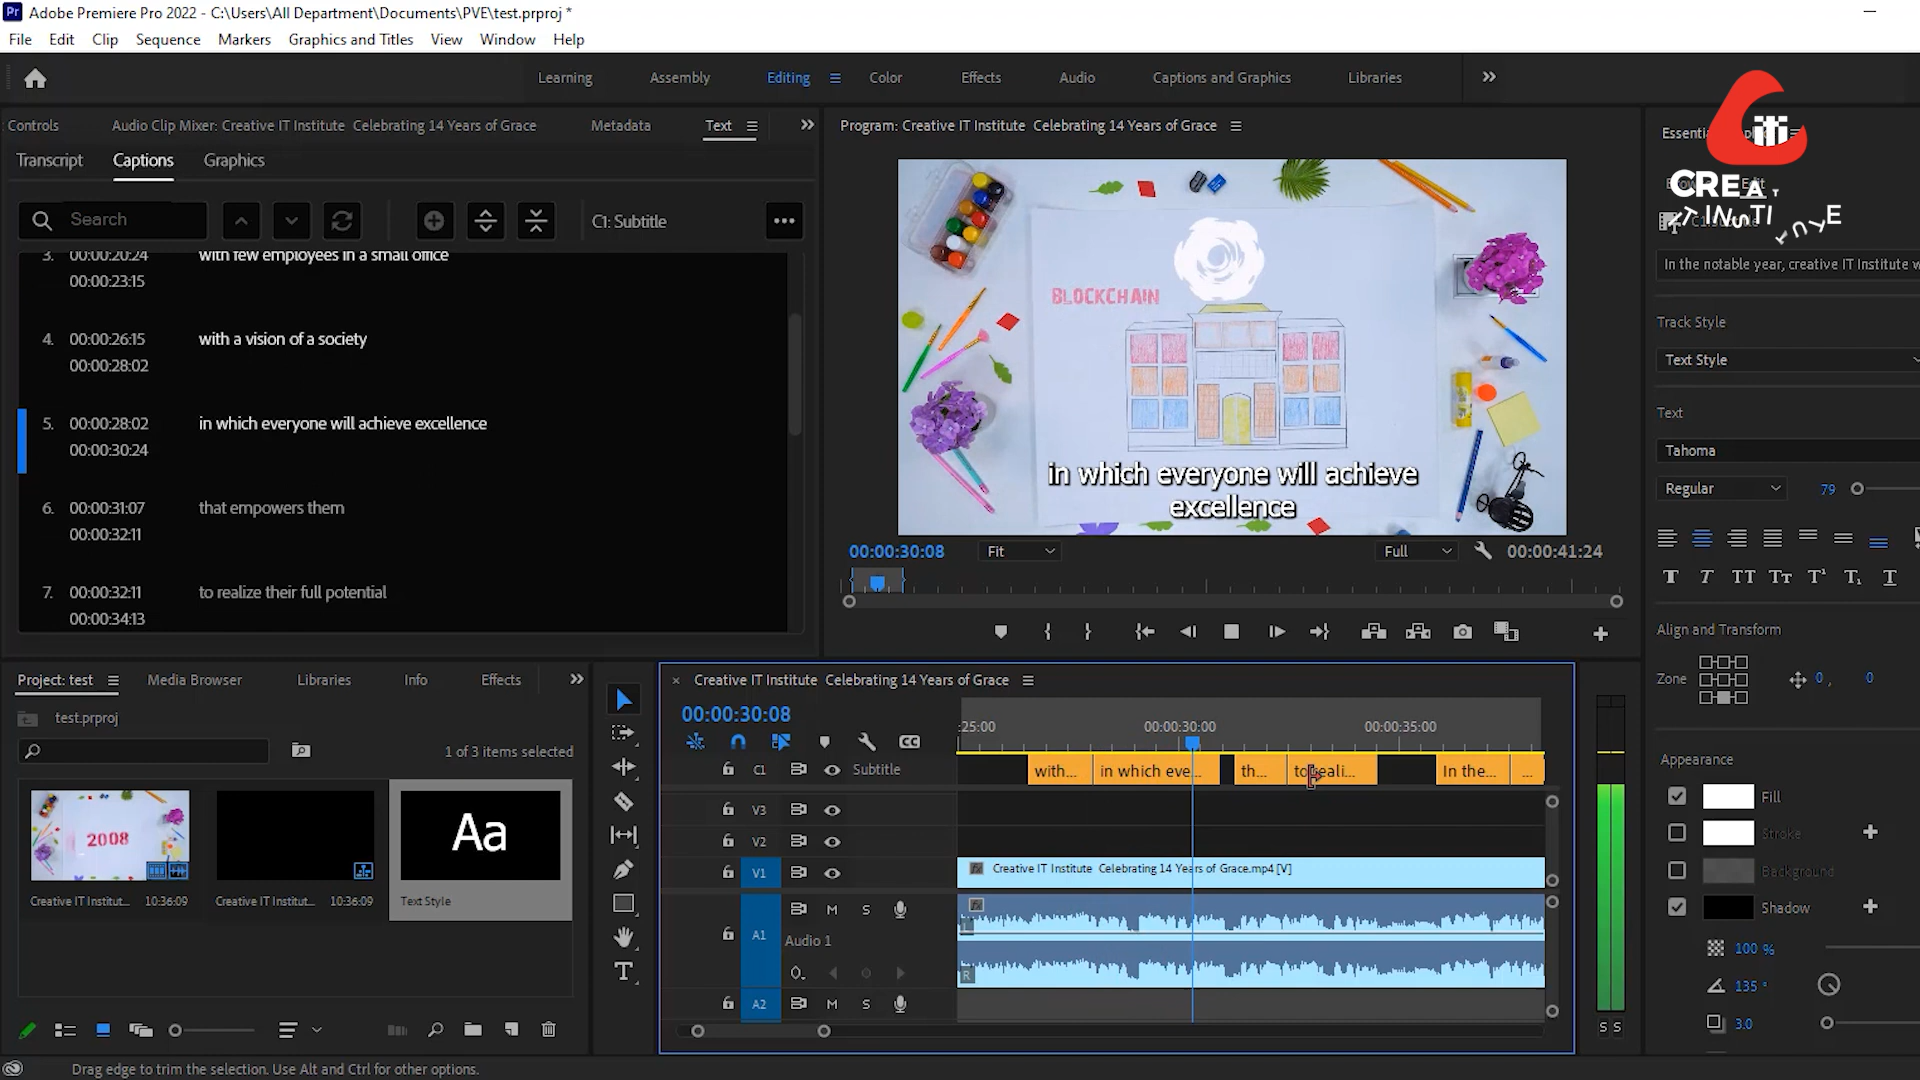 Adobe Premiere Pro 2022 - C:\Users\All Department\Documents\PVE\test.prproj *
File Edit Clip Sequence Markers Graphics and Titles View Window Help
Learning Assembly Editing Color Effects Audio Captions and Graphics Libraries
Controls Audio Clip Mixer: Creative IT Institute Celebrating 14 Years of Grace Metadata Text
Transcript Captions Graphics
Search C1: Subtitle
3. 00:00:20:24 with few employees in a small office
00:00:23:15
4. 00:00:26:15 with a vision of a society
00:00:28:02
5. 00:00:28:02 in which everyone will achieve excellence
00:00:30:24
6. 00:00:31:07 that empowers them
00:00:32:11
7. 00:00:32:11 to realize their full potential
00:00:34:13
Program: Creative IT Institute Celebrating 14 Years of Grace
BLOCKCHAIN
in which everyone will achieve
excellence
00:00:30:08 Fit Full 00:00:41:24
Essenti
iTi
CREA T
C1: Subtitle
In the notable year, creative IT Institute w
Track Style
Text Style
Text
Tahoma
Regular 79
T T TT Tт T¹ T₁ T
Align and Transform
Zone 0 , 0
Appearance
Fill
Stroke
Background
Shadow
100 %
135 °
3.0
Project: test Media Browser Libraries Info Effects
test.prproj
1 of 3 items selected
2008
Aa
Creative IT Institut... 10:36:09 Creative IT Institut... 10:36:09 Text Style
Creative IT Institute Celebrating 14 Years of Grace
00:00:30:08
:25:00 00:00:30:00 00:00:35:00
C1 Subtitle with... in which eve... th... to reali... In the... ...
V3
V2
V1 Creative IT Institute Celebrating 14 Years of Grace.mp4 [V]
A1 M S
Audio 1
L
R
A2 M S
S S
Drag edge to trim the selection. Use Alt and Ctrl for other options.